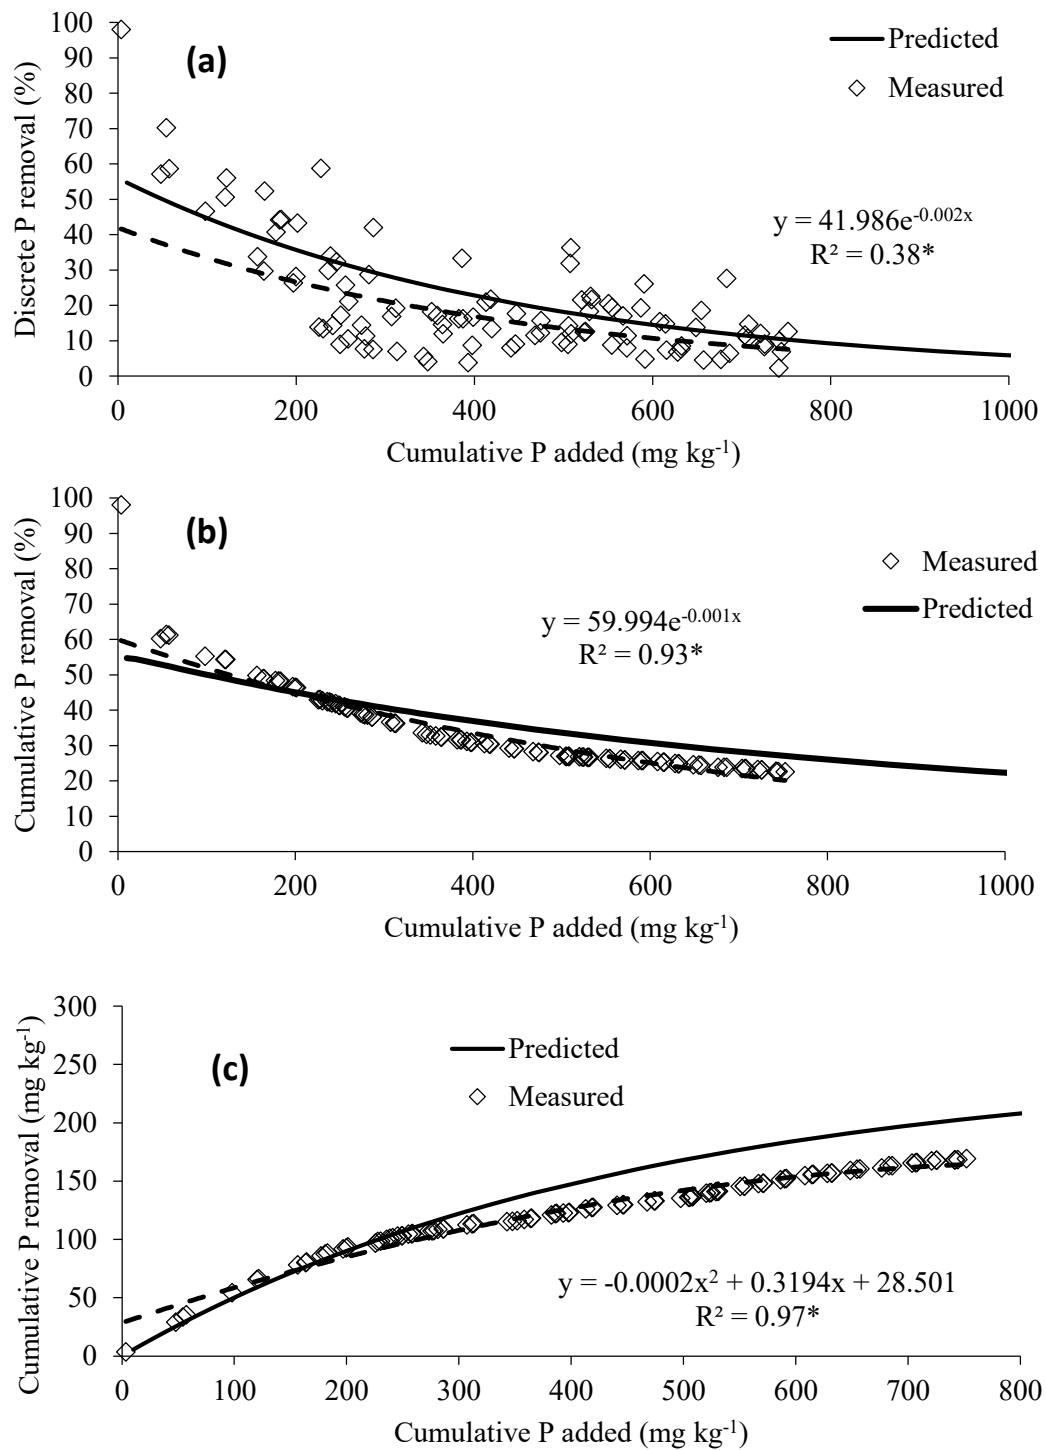 (a)
Predicted
Measured
100
90
80
70
60
50
40
30
20
10
0
Discrete P removal (%)
y = 41.986e^-0.002x
R² = 0.38*
0 200 400 600 800 1000
Cumulative P added (mg kg⁻¹)
(b)
Measured
Predicted
100
90
80
70
60
50
40
30
20
10
0
Cumulative P removal (%)
y = 59.994e^-0.001x
R² = 0.93*
0 200 400 600 800 1000
Cumulative P added (mg kg⁻¹)
(c)
Predicted
Measured
300
250
200
150
100
50
0
Cumulative P removal (mg kg⁻¹)
y = -0.0002x² + 0.3194x + 28.501
R² = 0.97*
0 100 200 300 400 500 600 700 800
Cumulative P added (mg kg⁻¹)